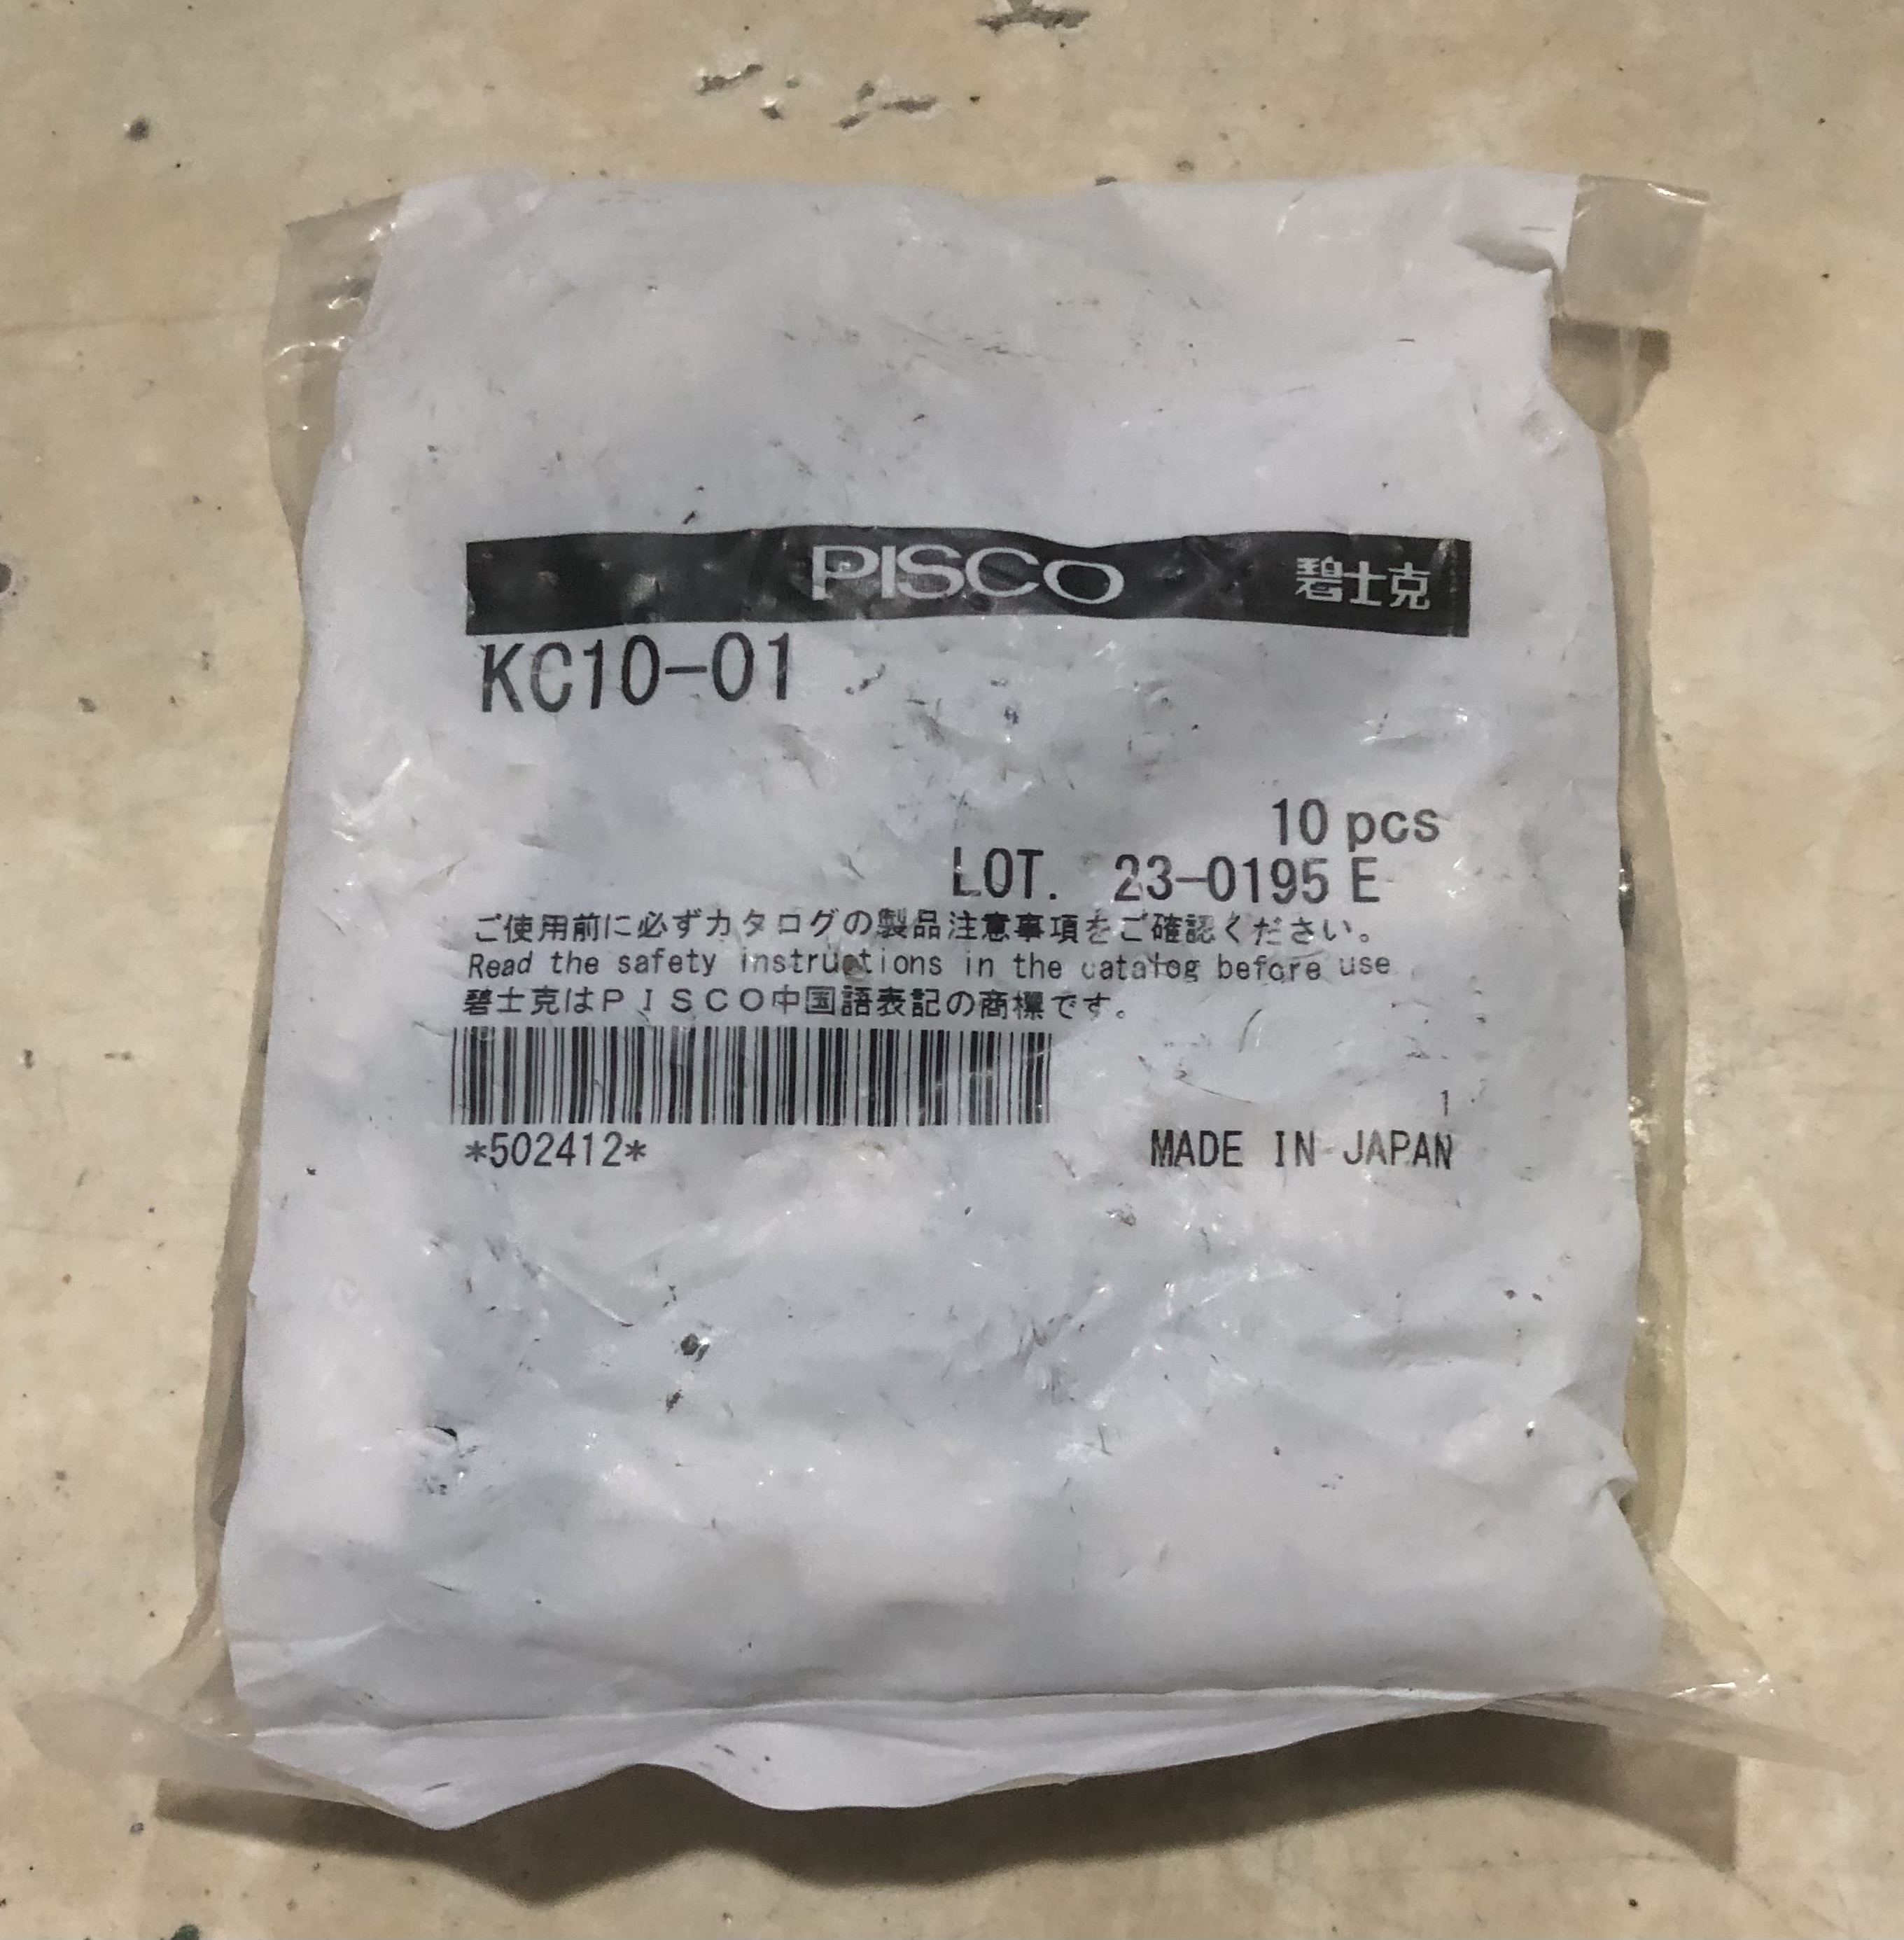 PISCO 碧士克
KC10-01
10 pcs
LOT. 23-0195 E
ご使用前に必ずカタログの製品注意事項をご確認ください。
Read the safety instructions in the catalog before use
碧士克はＰＩＳＣＯ中国語表記の商標です。
1
*502412* MADE IN JAPAN